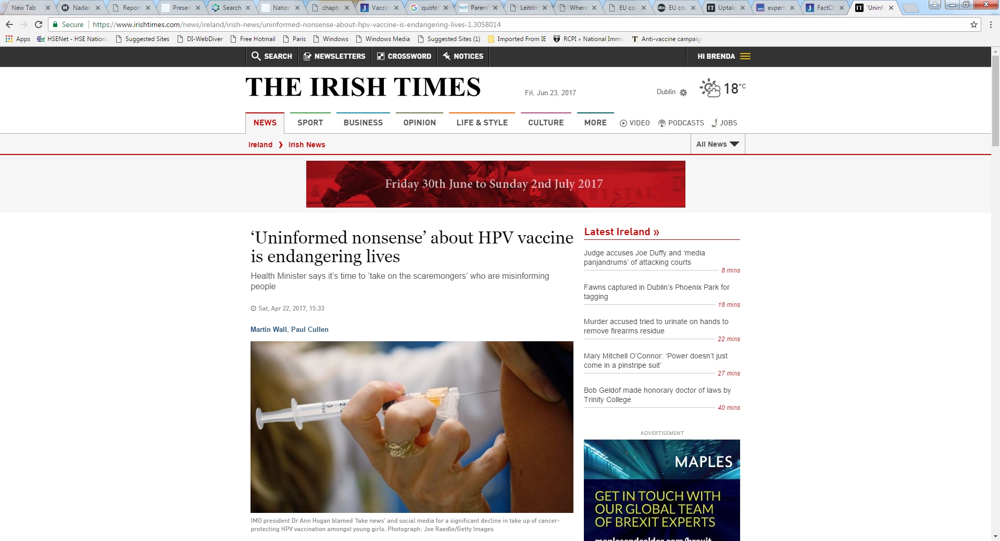 New Tab
Nadav
Report
Presen
Search
Nation
chapte
Vaccin
quote
Parent
Leitrim
Where
EU cou
EU cou
Uptak
expert
FactCh
'Uninf
Secure
https://www.irishtimes.com/news/ireland/irish-news/uninformed-nonsense-about-hpv-vaccine-is-endangering-lives-1.3058014
Apps
HSENet - HSE Nationa
Suggested Sites
DI-WebDiver
Free Hotmail
Paris
Windows
Windows Media
Suggested Sites (1)
Imported From IE
RCPI » National Immu
Anti-vaccine campaig
SEARCH
NEWSLETTERS
CROSSWORD
NOTICES
HI BRENDA
THE IRISH TIMES
Fri, Jun 23, 2017
Dublin
18°C
NEWS
SPORT
BUSINESS
OPINION
LIFE & STYLE
CULTURE
MORE
VIDEO
PODCASTS
JOBS
Ireland ❯ Irish News
All News
Friday 30th June to Sunday 2nd July 2017
‘Uninformed nonsense’ about HPV vaccine
is endangering lives
Health Minister says it’s time to ‘take on the scaremongers’ who are misinforming
people
Sat, Apr 22, 2017, 15:33
Martin Wall, Paul Cullen
IMO president Dr Ann Hogan blamed ‘fake news’ and social media for a significant decline in take up of cancer-
protecting HPV vaccination amongst young girls. Photograph: Joe Raedle/Getty Images
Latest Ireland »
Judge accuses Joe Duffy and ‘media
panjandrums’ of attacking courts
8 mins
Fawns captured in Dublin’s Phoenix Park for
tagging
18 mins
Murder accused tried to urinate on hands to
remove firearms residue
22 mins
Mary Mitchell O’Connor: ‘Power doesn’t just
come in a pinstripe suit’
27 mins
Bob Geldof made honorary doctor of laws by
Trinity College
40 mins
ADVERTISEMENT
MAPLES
GET IN TOUCH WITH
OUR GLOBAL TEAM
OF BREXIT EXPERTS
maplesandcalder.com/brexit